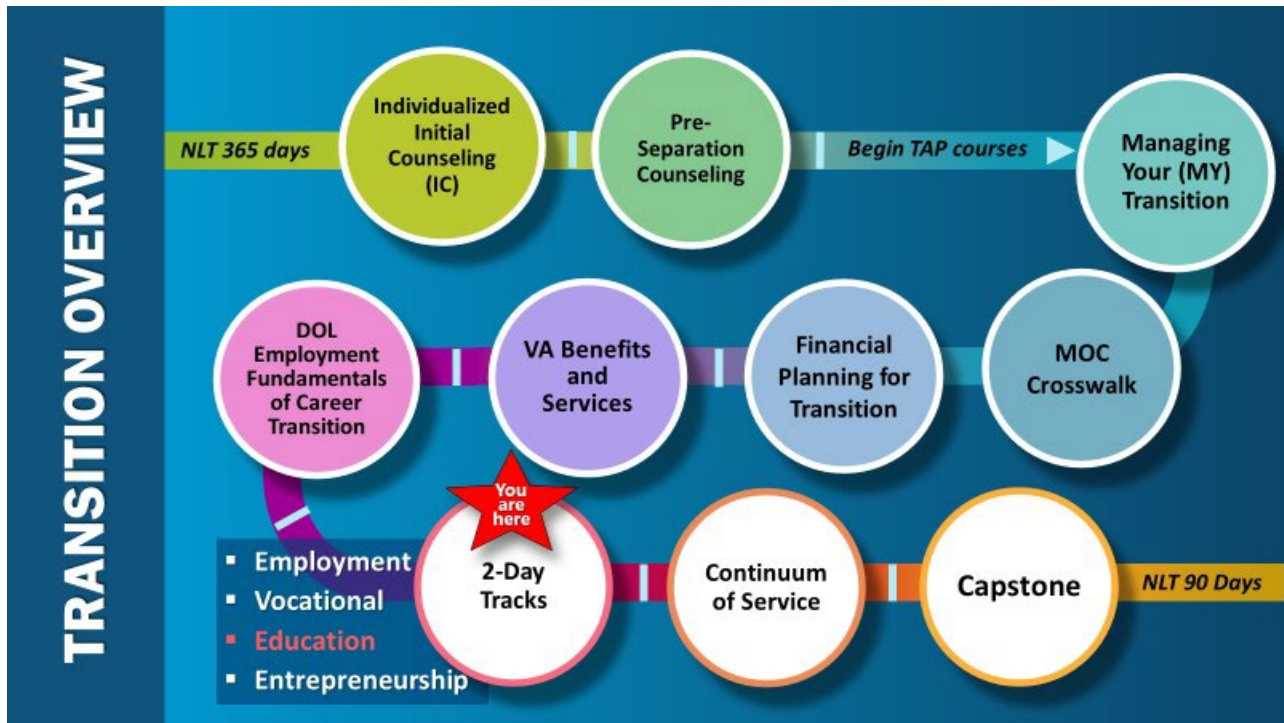 TRANSITION OVERVIEW
NLT 365 days
Individualized
Initial
Counseling
(IC)
Pre-
Separation
Counseling
Begin TAP courses
Managing
Your (MY)
Transition
MOC
Crosswalk
Financial
Planning for
Transition
VA Benefits
and
Services
DOL
Employment
Fundamentals
of Career
Transition
▪ Employment
▪ Vocational
▪ Education
▪ Entrepreneurship
You
are
here
2-Day
Tracks
Continuum
of Service
Capstone
NLT 90 Days